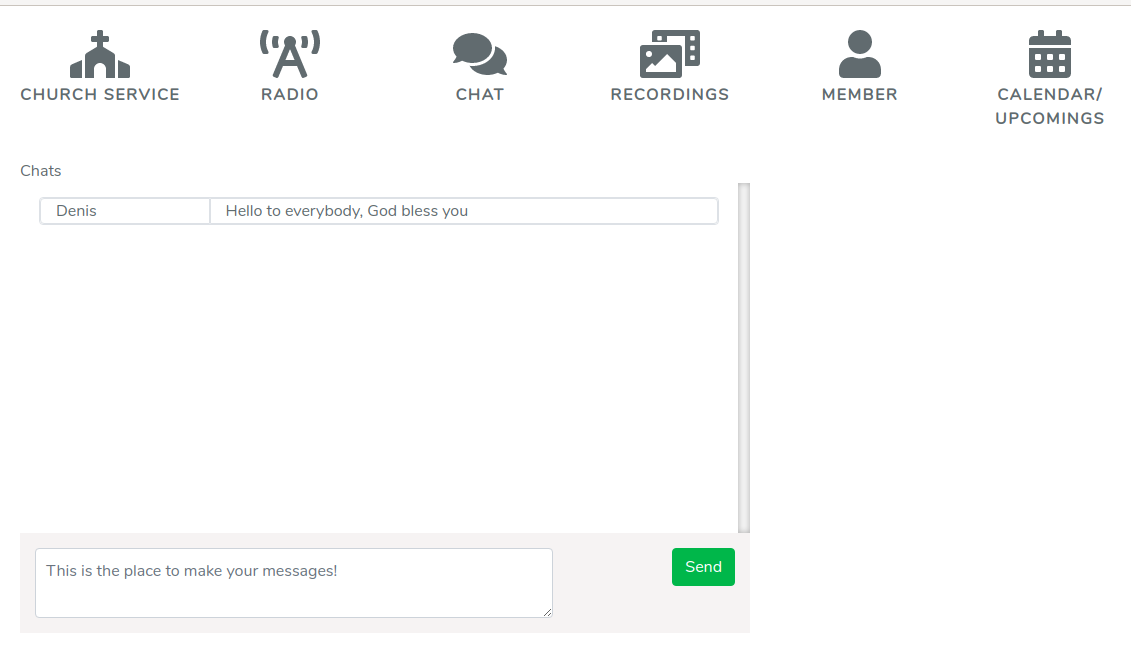 CHURCH SERVICE
RADIO
CHAT
RECORDINGS
MEMBER
CALENDAR/
UPCOMINGS
Chats
Denis
Hello to everybody, God bless you
This is the place to make your messages!
Send